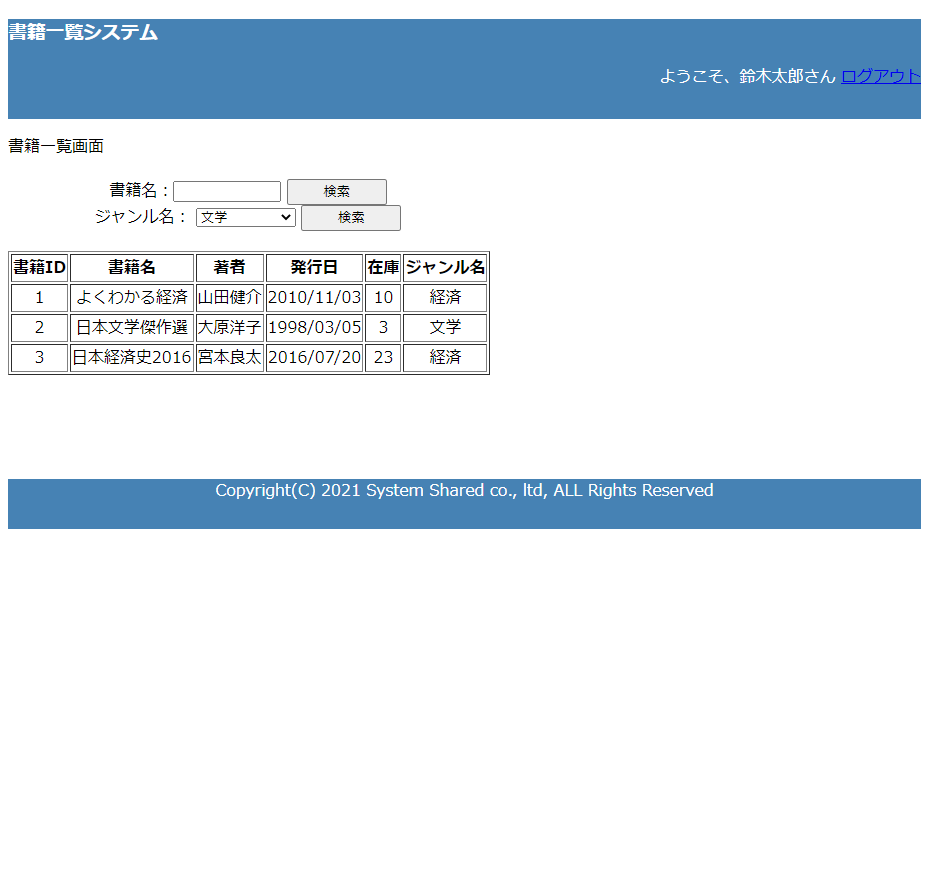 書籍一覧システム
ようこそ、鈴木太郎さん ログアウト
書籍一覧画面
書籍名： 検索
ジャンル名： 文学 検索
書籍ID 書籍名 著者 発行日 在庫 ジャンル名
1 よくわかる経済 山田健介 2010/11/03 10 経済
2 日本文学傑作選 大原洋子 1998/03/05 3 文学
3 日本経済史2016 宮本良太 2016/07/20 23 経済
Copyright(C) 2021 System Shared co., ltd, ALL Rights Reserved